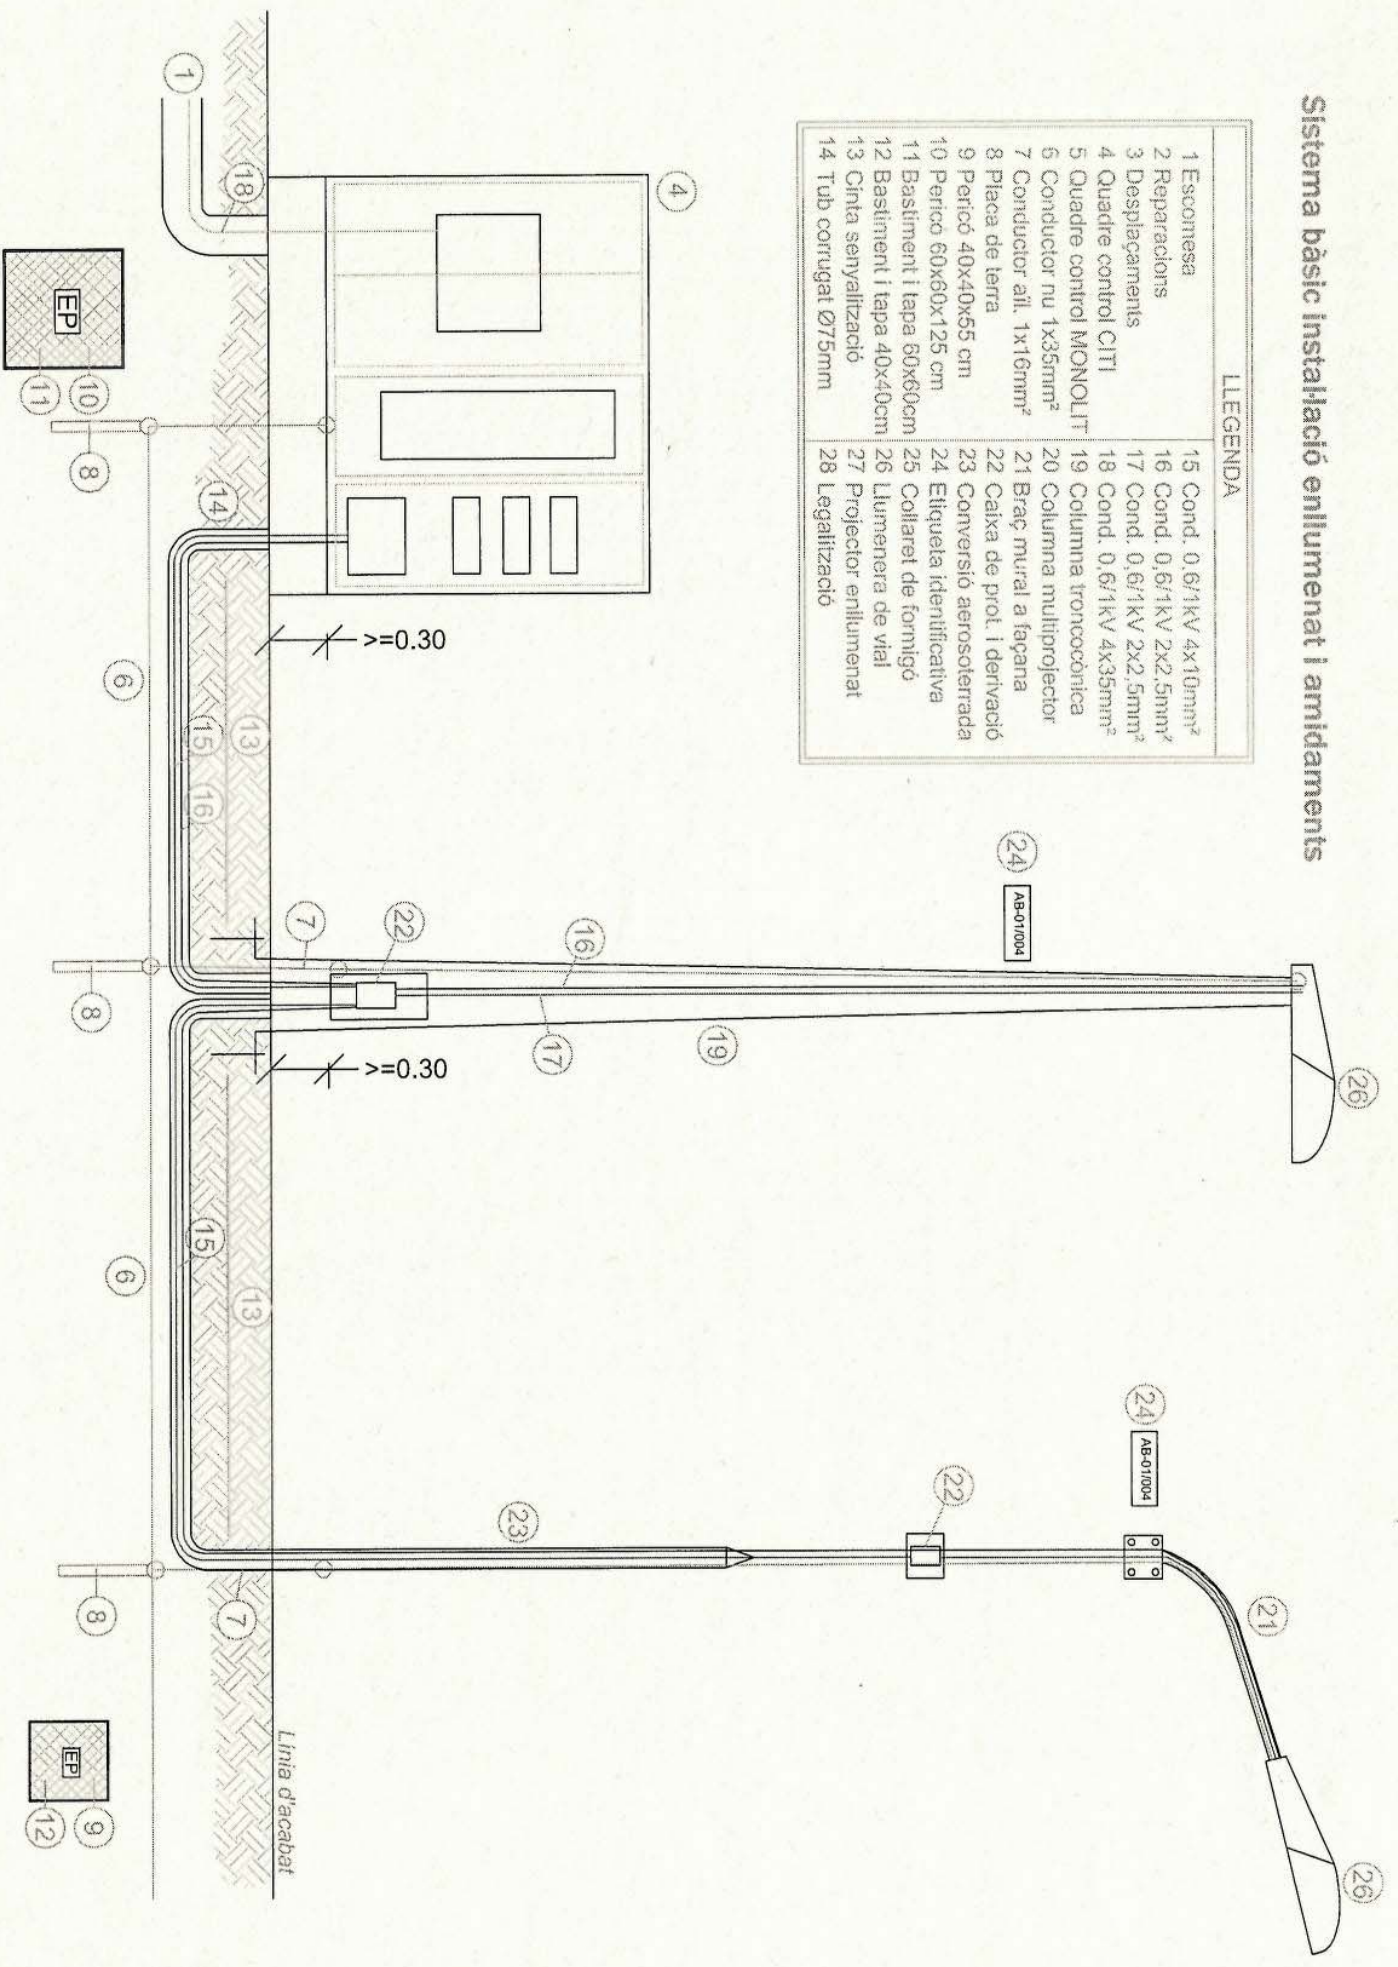 Sistema bàsic instal·lació enllumenat i amidaments
LLEGENDA
1 Escomesa
2 Reparacions
3 Desplaçaments
4 Quadre control CITI
5 Quadre control MONOLIT
6 Conductor nu 1x35mm²
7 Conductor aïl. 1x16mm²
8 Placa de terra
9 Pericó 40x40x55 cm
10 Pericó 60x60x125 cm
11 Bastiment i tapa 60x60cm
12 Bastiment i tapa 40x40cm
13 Cinta senyalització
14 Tub corrugat Ø75mm
15 Cond. 0,6/1kV 4x10mm²
16 Cond. 0,6/1kV 2x2,5mm²
17 Cond. 0,6/1kV 2x2,5mm²
18 Cond. 0,6/1kV 4x35mm²
19 Columna troncocònica
20 Columna multiprojector
21 Braç mural a façana
22 Caixa de prot. i derivació
23 Conversió aerosoterrada
24 Etiqueta identificativa
25 Collaret de formigó
26 Llumenera de vial
27 Projector enllumenat
28 Legalització
26
26
21
24
AB-01/004
24
AB-01/004
4
19
22
16
17
23
22
7
>=0.30
>=0.30
Línia d'acabat
1
18
14
13
15
16
13
15
7
6
6
8
8
8
EP
10
11
EP
9
12